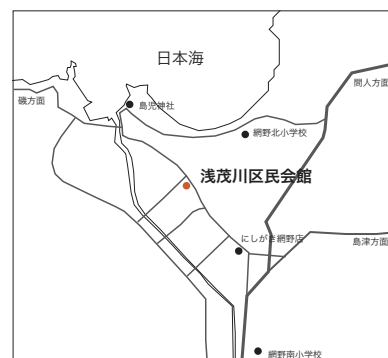 日本海
間人方面
磯方面
島児神社
網野北小学校
浅茂川区民会館
にしがき網野店
島津方面
網野南小学校